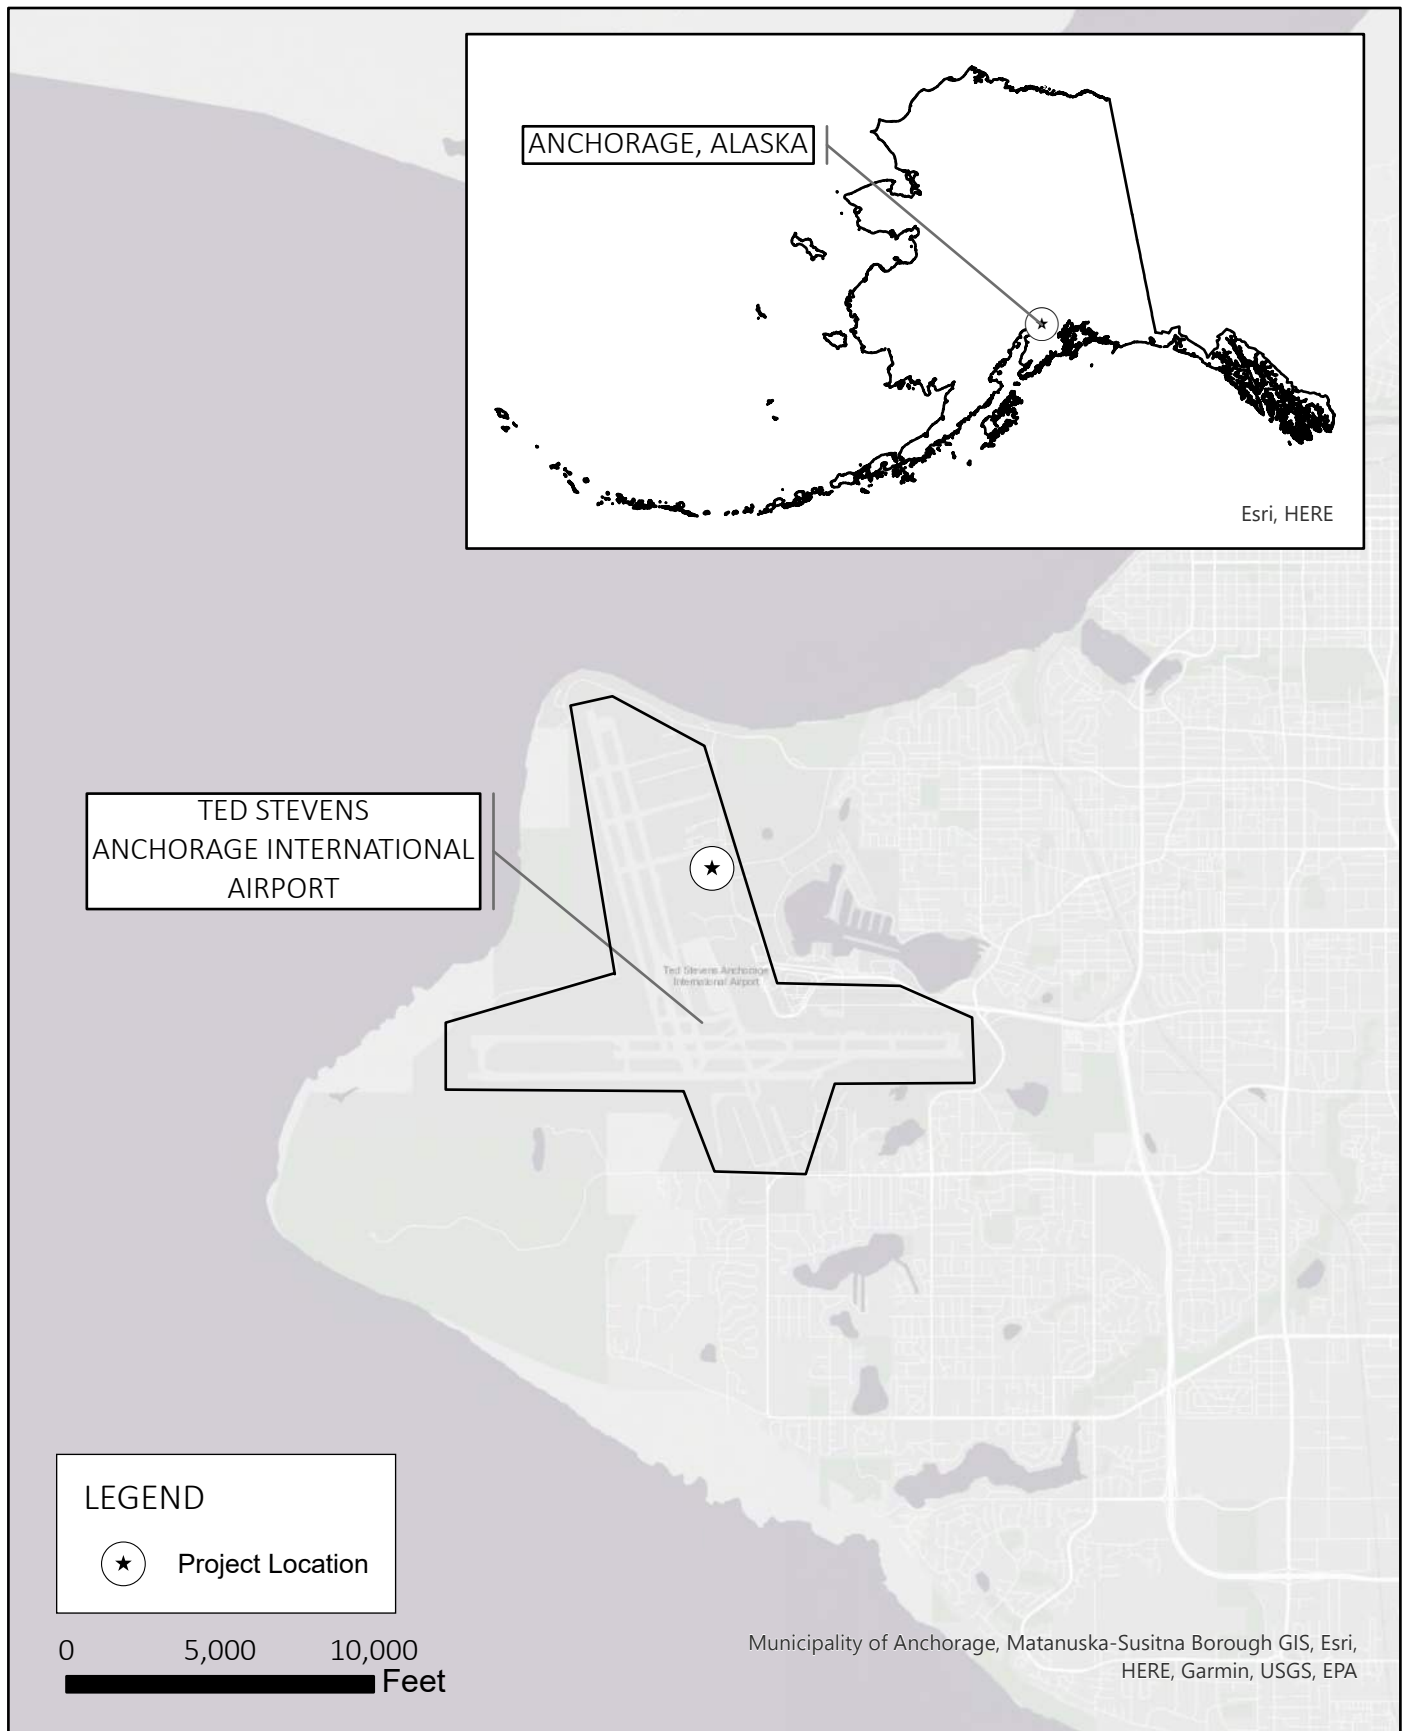 ANCHORAGE, ALASKA
Esri, HERE
TED STEVENS
ANCHORAGE INTERNATIONAL
AIRPORT
Ted Stevens Anchorage
International Airport
LEGEND
Project Location
0 5,000 10,000
Feet
Municipality of Anchorage, Matanuska-Susitna Borough GIS, Esri,
HERE, Garmin, USGS, EPA